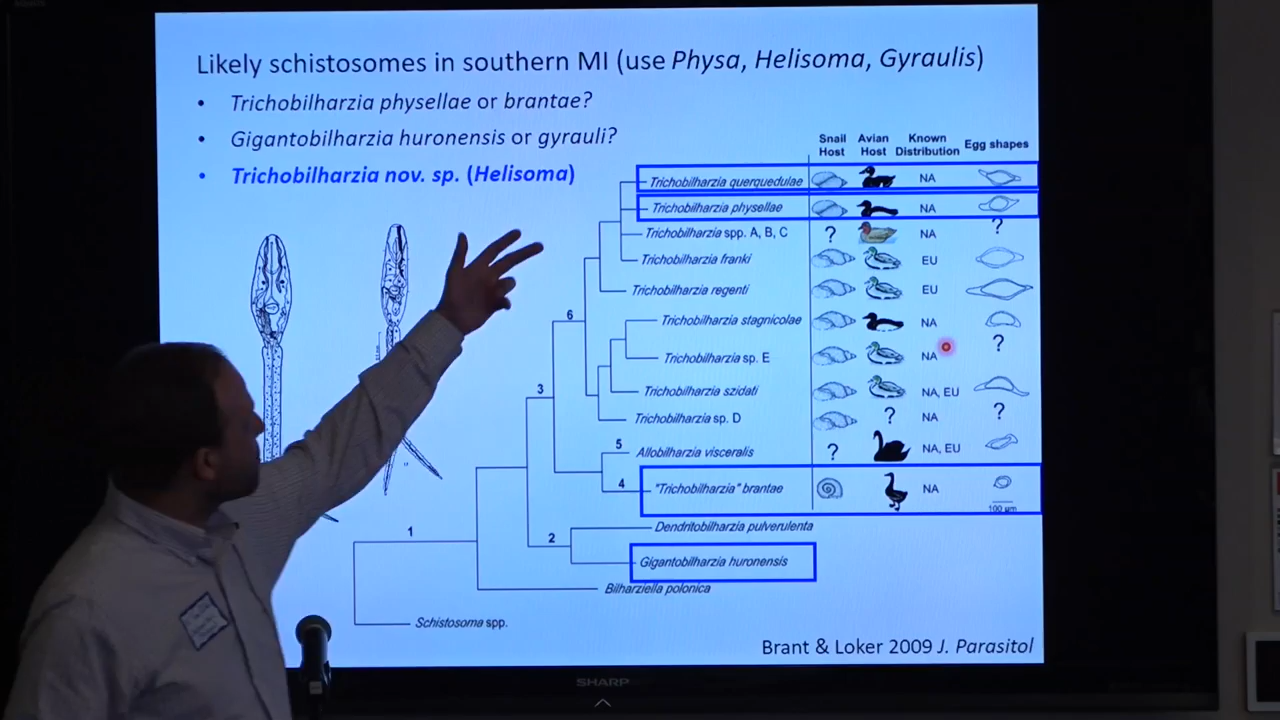 Likely schistosomes in southern MI (use Physa, Helisoma, Gyraulis)
• Trichobilharzia physellae or brantae?
• Gigantobilharzia huronensis or gyrauli?
• Trichobilharzia nov. sp. (Helisoma)
Snail Host Avian Host Known Distribution Egg shapes
Trichobilharzia querquedulae NA
Trichobilharzia physellae NA
Trichobilharzia spp. A, B, C ? NA ?
Trichobilharzia franki EU
Trichobilharzia regenti EU
6
Trichobilharzia stagnicolae NA
Trichobilharzia sp. E NA ?
3
Trichobilharzia szidati NA, EU
Trichobilharzia sp. D ? NA ?
5 Allobilharzia visceralis ? NA, EU
4 "Trichobilharzia" brantae NA
100 µm
1
2
Dendritobilharzia pulverulenta
Gigantobilharzia huronensis
Bilharziella polonica
Schistosoma spp.
Brant & Loker 2009 J. Parasitol
SHARP